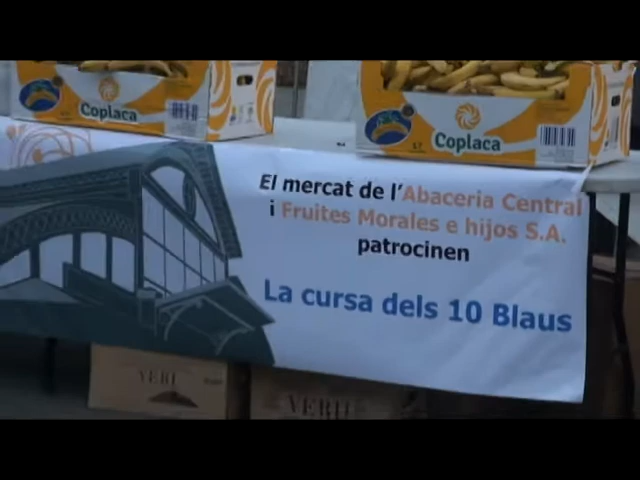 Coplaca
Coplaca
El mercat de l'Abaceria Central
i Fruites Morales e hijos S.A.
patrocinen
La cursa dels 10 Blaus
VERI
VERI